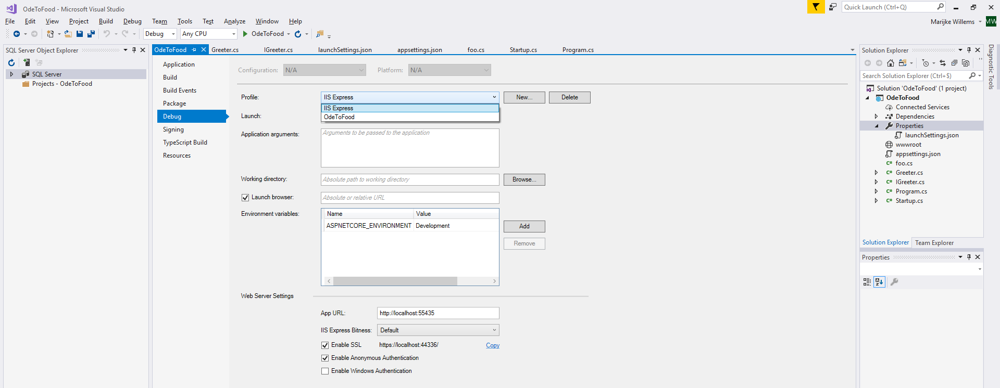 OdeToFood - Microsoft Visual Studio
Quick Launch (Ctrl+Q)
File Edit View Project Build Debug Team Tools Test Analyze Window Help
Marijke Willems MW
Debug Any CPU OdeToFood
SQL Server Object Explorer
SQL Server
Projects - OdeToFood
OdeToFood Greeter.cs IGreeter.cs launchSettings.json appsettings.json foo.cs Startup.cs Program.cs
Application
Build
Build Events
Package
Debug
Signing
TypeScript Build
Resources
Configuration: N/A Platform: N/A
Profile: IIS Express New... Delete
IIS Express
OdeToFood
Launch:
Application arguments: Arguments to be passed to the application
Working directory: Absolute path to working directory Browse...
Launch browser: Absolute or relative URL
Environment variables: Name Value
ASPNETCORE_ENVIRONMENT Development
Add
Remove
Web Server Settings
App URL: http://localhost:55435
IIS Express Bitness: Default
Enable SSL https://localhost:44336/ Copy
Enable Anonymous Authentication
Enable Windows Authentication
Solution Explorer
Search Solution Explorer (Ctrl+$)
Solution 'OdeToFood' (1 project)
OdeToFood
Connected Services
Dependencies
Properties
launchSettings.json
wwwroot
appsettings.json
C# foo.cs
C# Greeter.cs
C# IGreeter.cs
C# Program.cs
C# Startup.cs
Solution Explorer Team Explorer
Properties
Diagnostic Tools